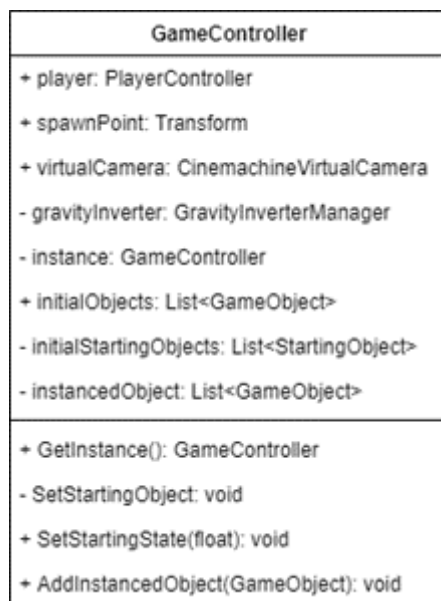 GameController
+ player: PlayerController
+ spawnPoint: Transform
+ virtualCamera: CinemachineVirtualCamera
- gravityInverter: GravityInverterManager
- instance: GameController
+ initialObjects: List<GameObject>
- initialStartingObjects: List<StartingObject>
- instancedObject: List<GameObject>
+ GetInstance(): GameController
- SetStartingObject: void
+ SetStartingState(float): void
+ AddInstancedObject(GameObject): void